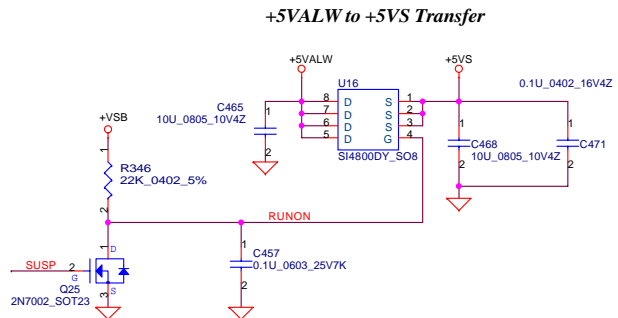 +5VALW to +5VS Transfer
+5VALW
+5VS
U16
0.1U_0402_16V4Z
C465
10U_0805_10V4Z
1
2
8 D S 1
7 D S 2
6 D S 3
5 D G 4
SI4800DY_SO8
1
2
C468
10U_0805_10V4Z
1
2
C471
+VSB
1
R346
22K_0402_5%
2
RUNON
1
C457
0.1U_0603_25V7K
2
SUSP
2
G
1
D
3
S
Q25
2N7002_SOT23